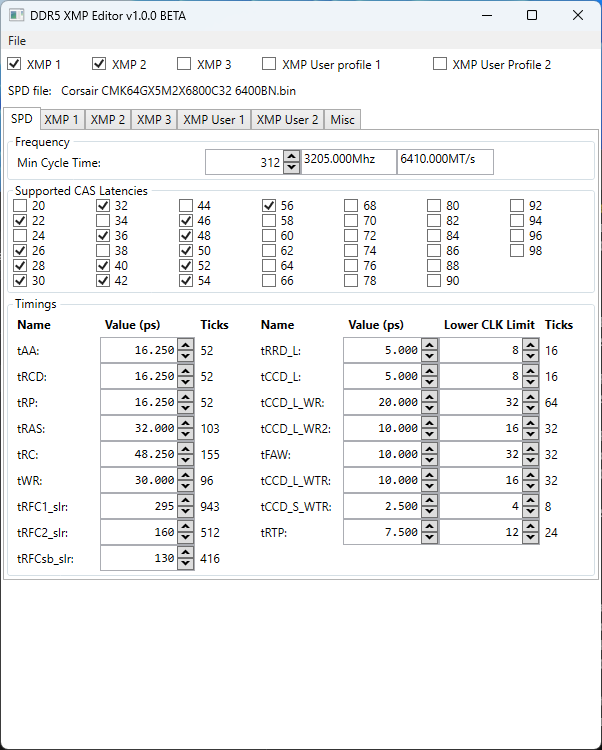 DDR5 XMP Editor v1.0.0 BETA
File
XMP 1 XMP 2 XMP 3 XMP User profile 1 XMP User Profile 2
SPD file: Corsair CMK64GX5M2X6800C32 6400BN.bin
SPD XMP 1 XMP 2 XMP 3 XMP User 1 XMP User 2 Misc
Frequency
Min Cycle Time: 312 3205.000Mhz 6410.000MT/s
Supported CAS Latencies
20 32 44 56 68 80 92
22 34 46 58 70 82 94
24 36 48 60 72 84 96
26 38 50 62 74 86 98
28 40 52 64 76 88
30 42 54 66 78 90
Timings
Name Value (ps) Ticks Name Value (ps) Lower CLK Limit Ticks
tAA: 16.250 52 tRRD_L: 5.000 8 16
tRCD: 16.250 52 tCCD_L: 5.000 8 16
tRP: 16.250 52 tCCD_L_WR: 20.000 32 64
tRAS: 32.000 103 tCCD_L_WR2: 10.000 16 32
tRC: 48.250 155 tFAW: 10.000 32 32
tWR: 30.000 96 tCCD_L_WTR: 10.000 16 32
tRFC1_slr: 295 943 tCCD_S_WTR: 2.500 4 8
tRFC2_slr: 160 512 tRTP: 7.500 12 24
tRFCsb_slr: 130 416